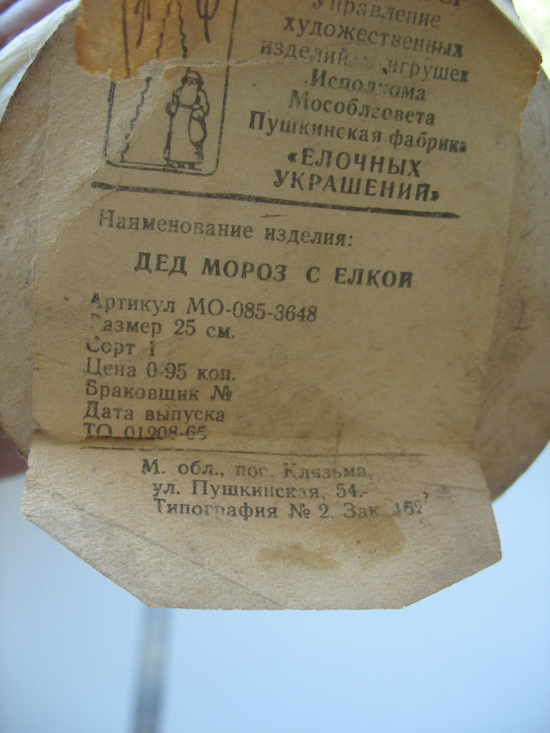 Управление
художественных
изделий и игрушек
Исполкома
Мособлсовета
Пушкинская фабрика
«ЕЛОЧНЫХ
УКРАШЕНИЙ»
Наименование изделия:
ДЕД МОРОЗ С ЕЛКОЙ
Артикул МО-085-3648
Размер 25 см.
Сорт 1
Цена 0-95 коп.
Браковщик №
Дата выпуска
ТО 01208-65
М. обл., пос. Клязьма,
ул. Пушкинская, 54.
Типография № 2. Зак. 162